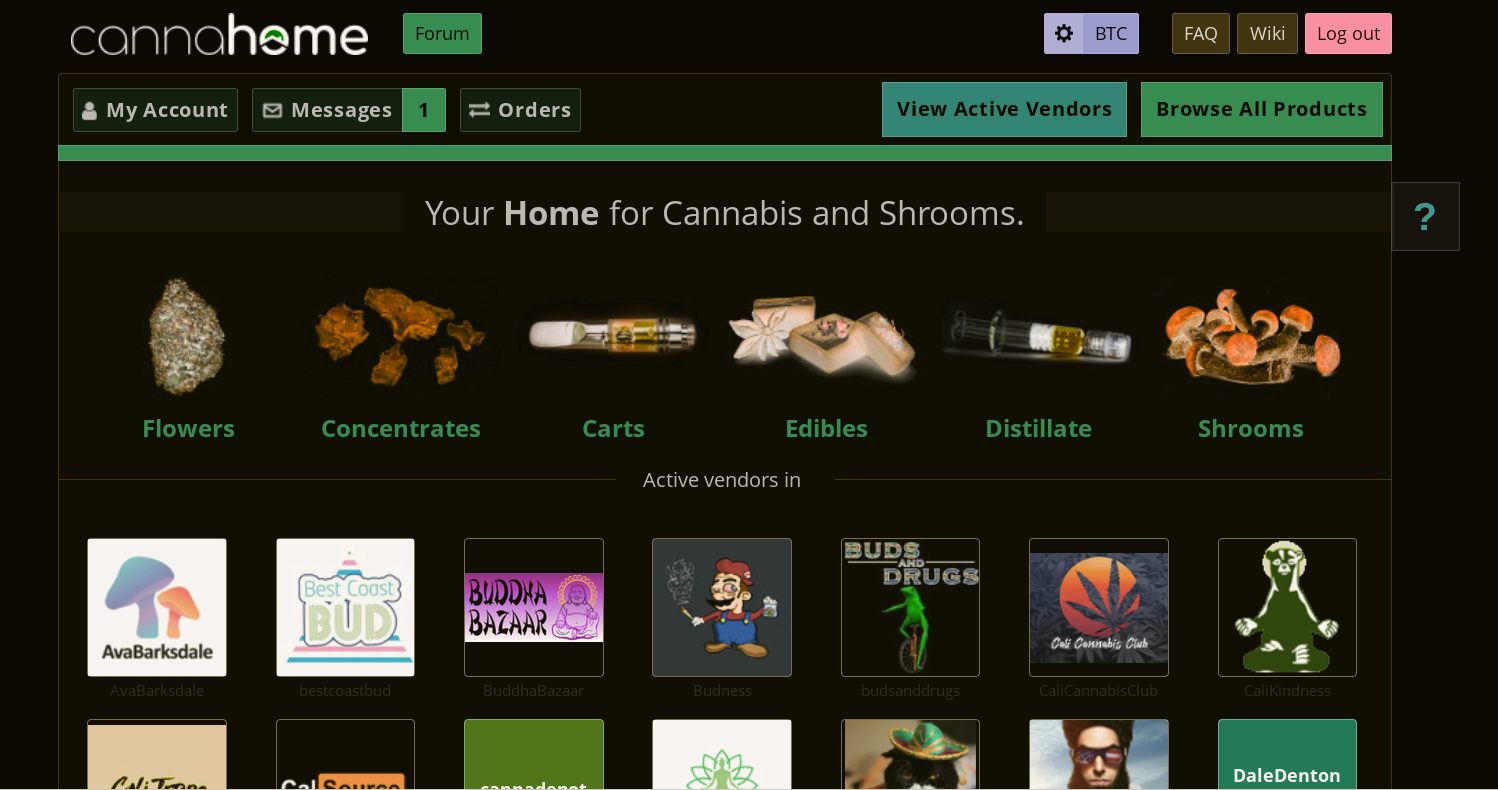 cannahome
Forum
BTC
FAQ
Wiki
Log out
My Account
Messages 1
Orders
View Active Vendors
Browse All Products
Your Home for Cannabis and Shrooms.
?
Flowers
Concentrates
Carts
Edibles
Distillate
Shrooms
Active vendors in
AvaBarksdale
Best Coast
BUD
BUDDHA
BAZAAR
BUDS
AND
DRUGS
Cali Cannabis Club
AvaBarksdale
bestcoastbud
BuddhaBazaar
Budness
budsanddrugs
CaliCannabisClub
CaliKindness
Cal Source
cannadepot
DaleDenton